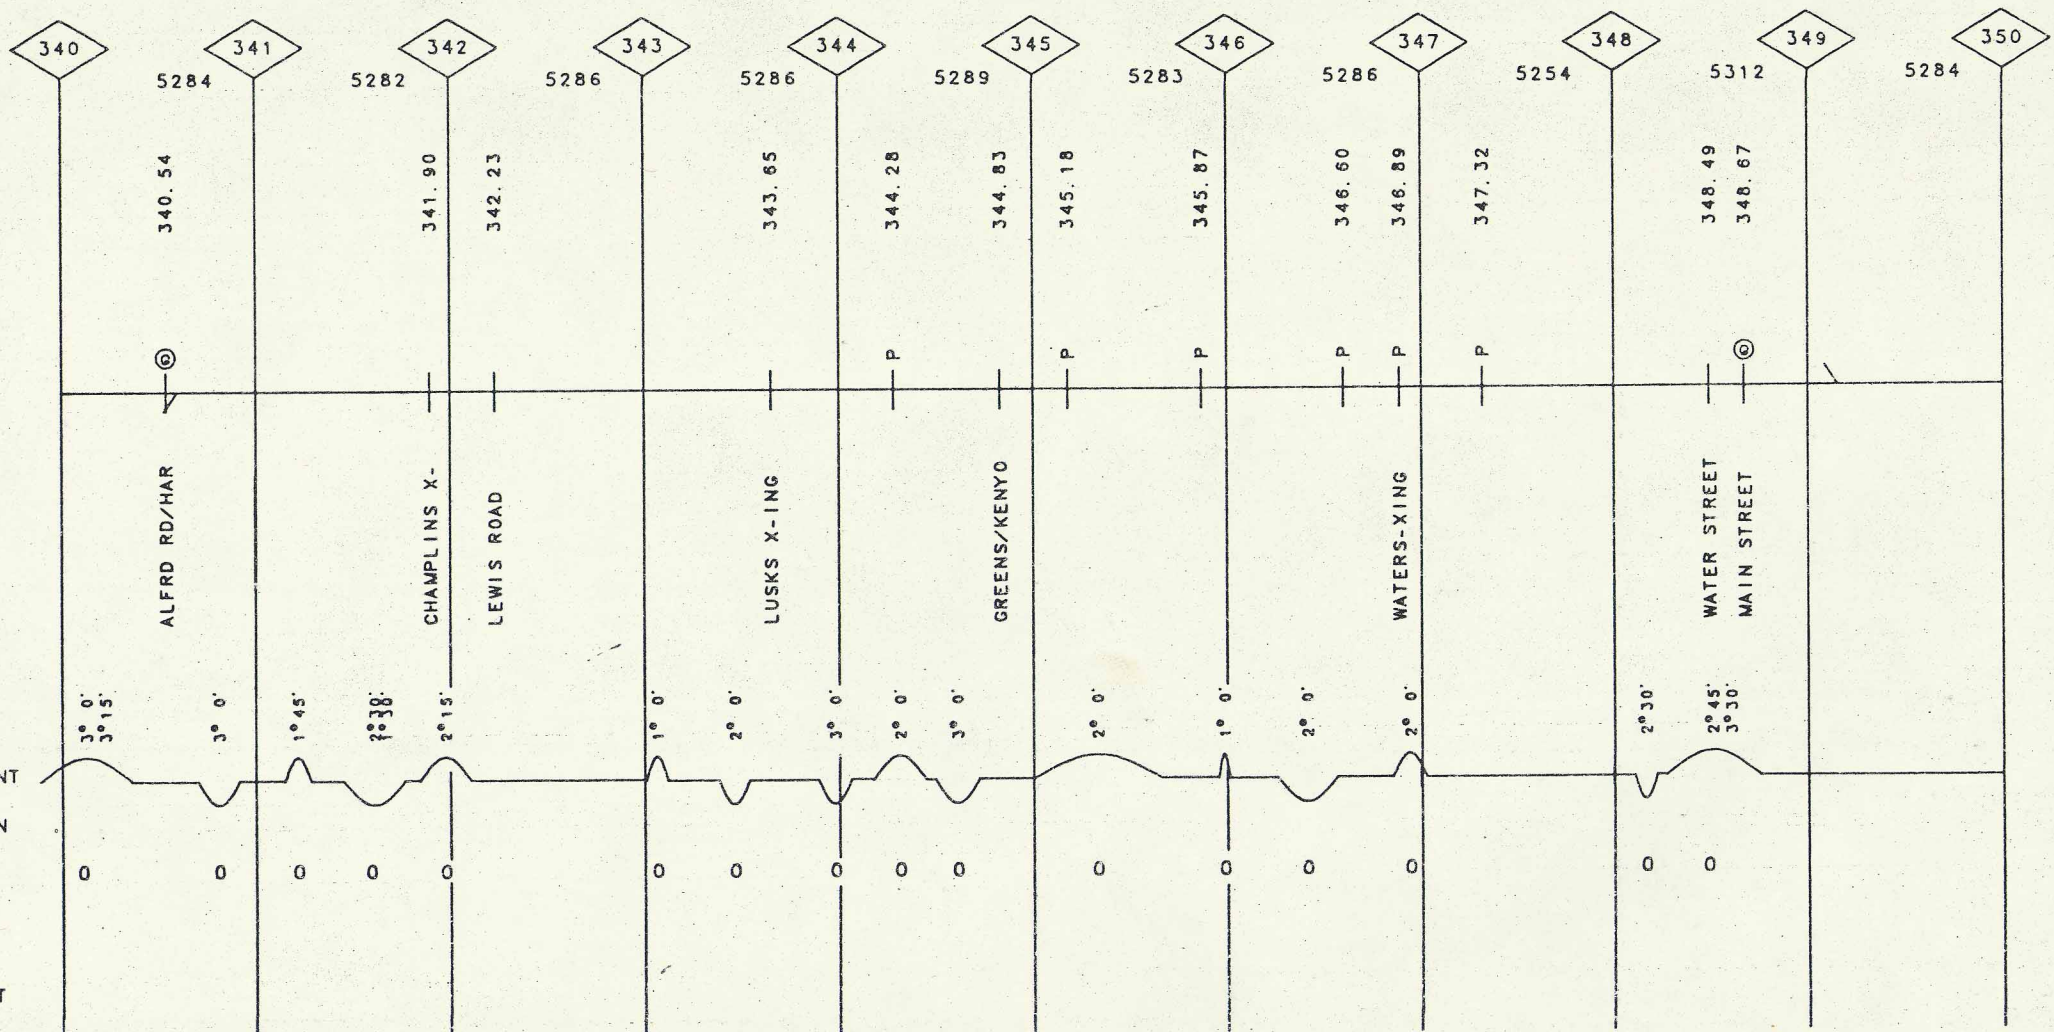 340 341 342 343 344 345 346 347 348 349 350
5284 5282 5286 5286 5289 5283 5286 5254 5312 5284
340.54 341.90 342.23 343.65 344.28 344.83 345.18 345.87 346.60 346.89 347.32 348.49 348.67
P P P P P P
ALFRD RD/HAR
CHAMPLINS X-
LEWIS ROAD
LUSKS X-ING
GREENS/KENYO
WATERS-XING
WATER STREET
MAIN STREET
3° 0' 3°15' 3° 0' 1°45' 2°15' 1° 0' 2° 0' 3° 0' 2° 0' 3° 0' 2° 0' 1° 0' 2° 0' 2° 0' 2°30' 2°45' 3°30'
NT
N
0 0 0 0 0 0 0 0 0 0 0 0 0 0 0 0
T